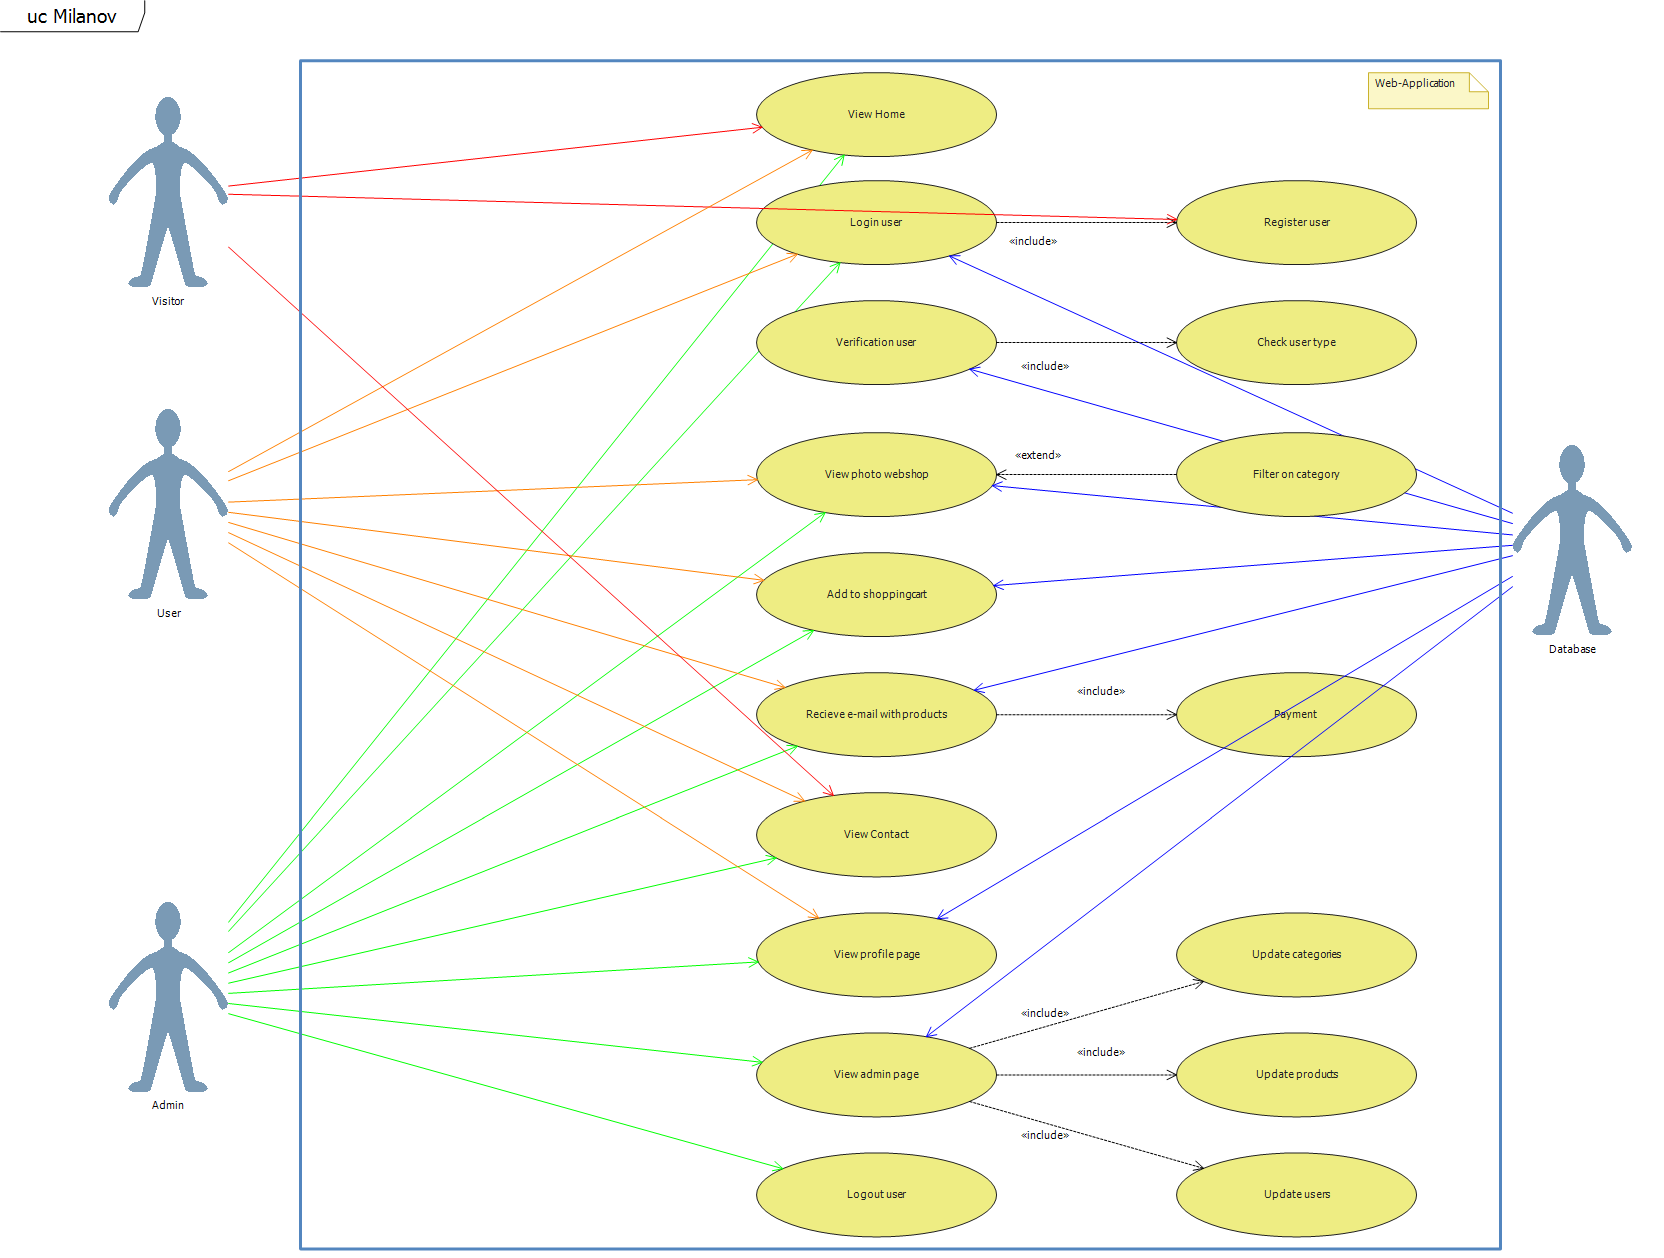 uc Milanov
Web-Application
View Home
Login user
Register user
«include»
Visitor
Verification user
Check user type
«include»
«extend»
View photo webshop
Filter on category
Add to shoppingcart
User
Database
«include»
Recieve e-mail with products
Payment
View Contact
View profile page
Update categories
«include»
«include»
View admin page
Update products
Admin
«include»
Logout user
Update users